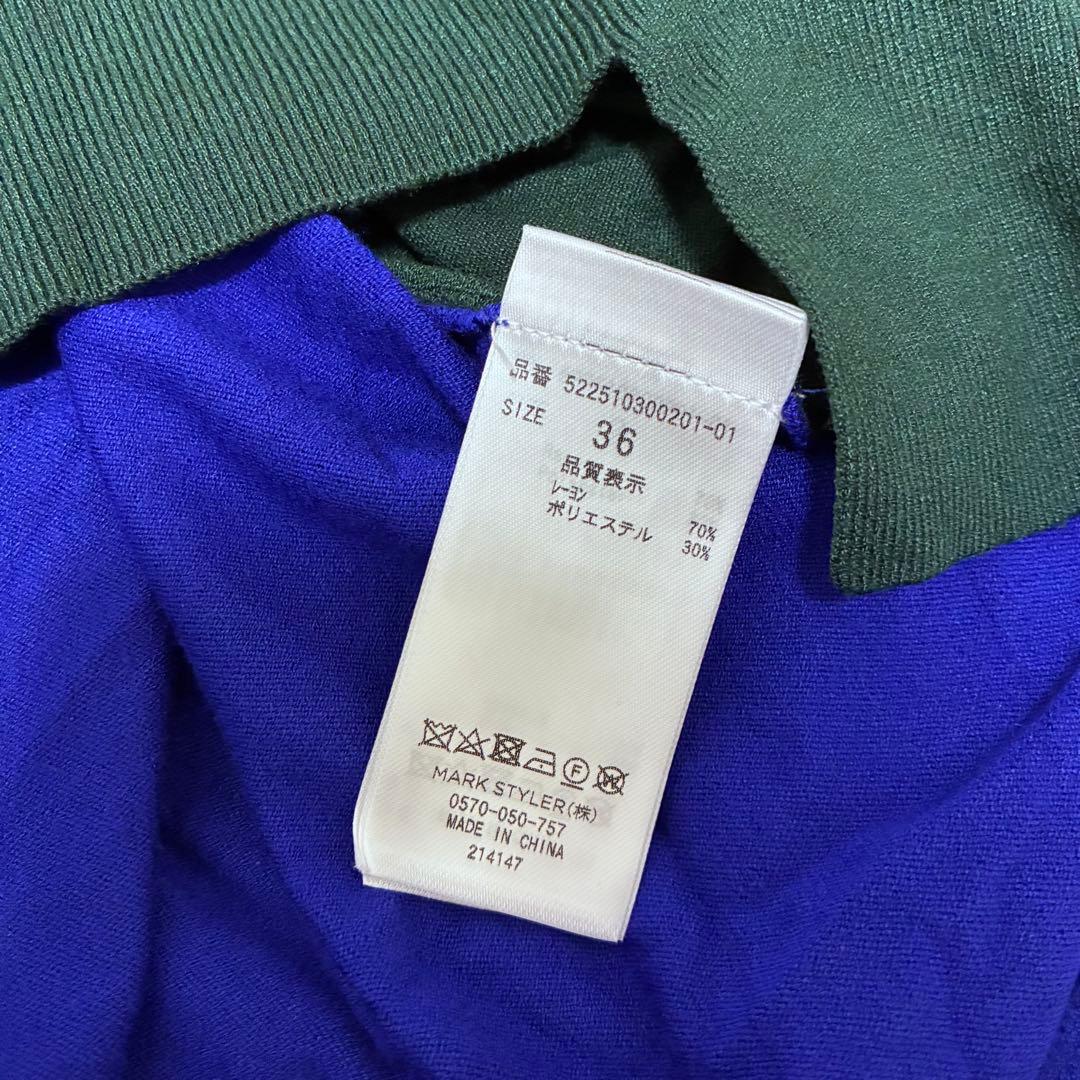 品番 522510300201-01
SIZE 36
品質表示
レーヨン 70%
ポリエステル 30%
F W
MARK STYLER(株)
0570-050-757
MADE IN CHINA
214147